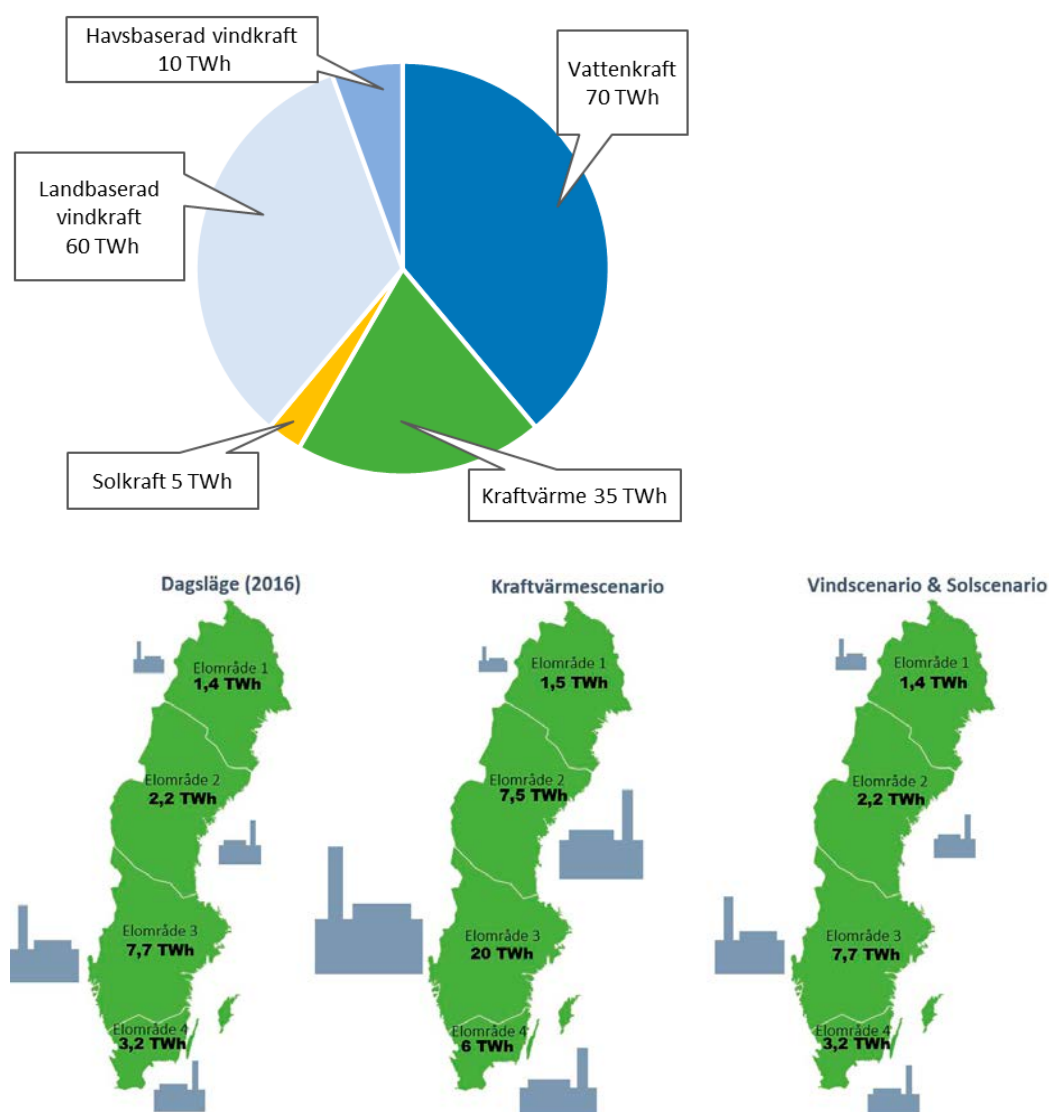 Havsbaserad vindkraft
10 TWh
Vattenkraft
70 TWh
Landbaserad
vindkraft
60 TWh
Solkraft 5 TWh
Kraftvärme 35 TWh
Dagsläge (2016)
Elområde 1
1,4 TWh
Elområde 2
2,2 TWh
Elområde 3
7,7 TWh
Elområde 4
3,2 TWh
Kraftvärmescenario
Elområde 1
1,5 TWh
Elområde 2
7,5 TWh
Elområde 3
20 TWh
Elområde 4
6 TWh
Vindscenario & Solscenario
Elområde 1
1,4 TWh
Elområde 2
2,2 TWh
Elområde 3
7,7 TWh
Elområde 4
3,2 TWh